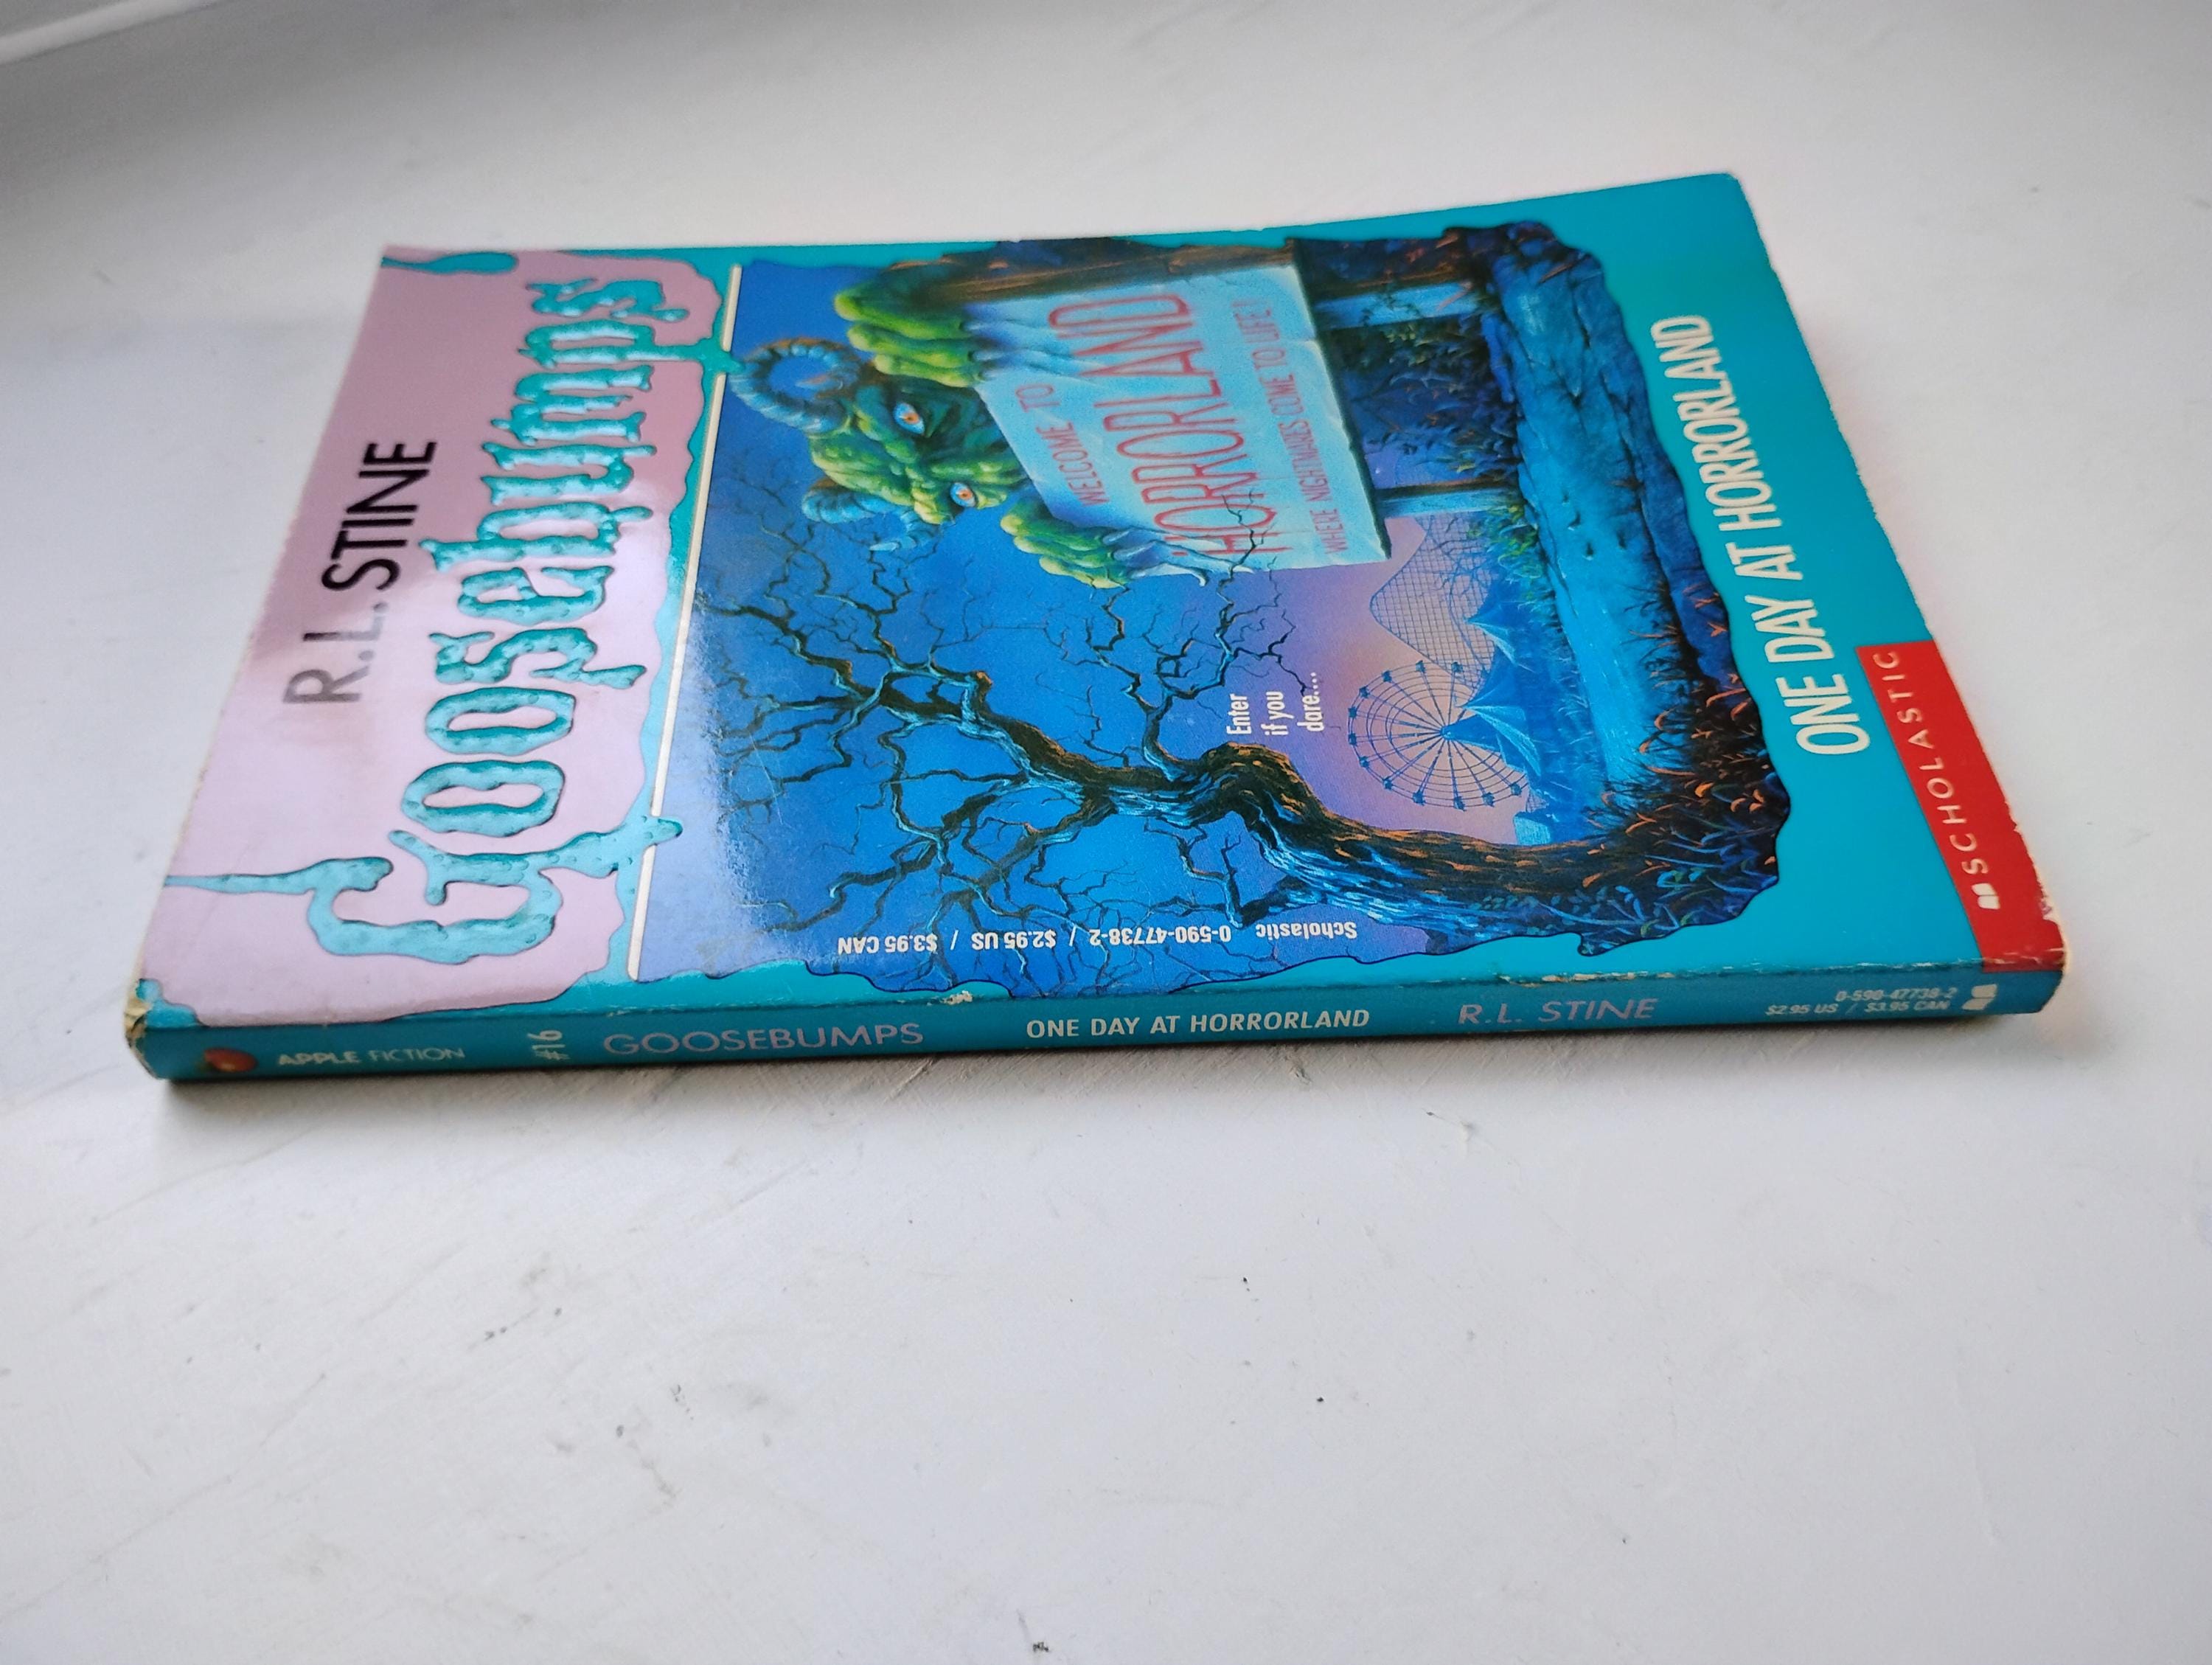 R.L. STINE
Goosebumps
WELCOME TO
HORRORLAND
WHERE NIGHTMARES COME TO LIFE!
Enter
if you
dare....
Scholastic 0-590-47738-2 / $2.95 US / $3.95 CAN
ONE DAY AT HORRORLAND
SCHOLASTIC
APPLE FICTION
#16
GOOSEBUMPS
ONE DAY AT HORRORLAND
R.L. STINE
0-590-47738-2
$2.95 US / $3.95 CAN